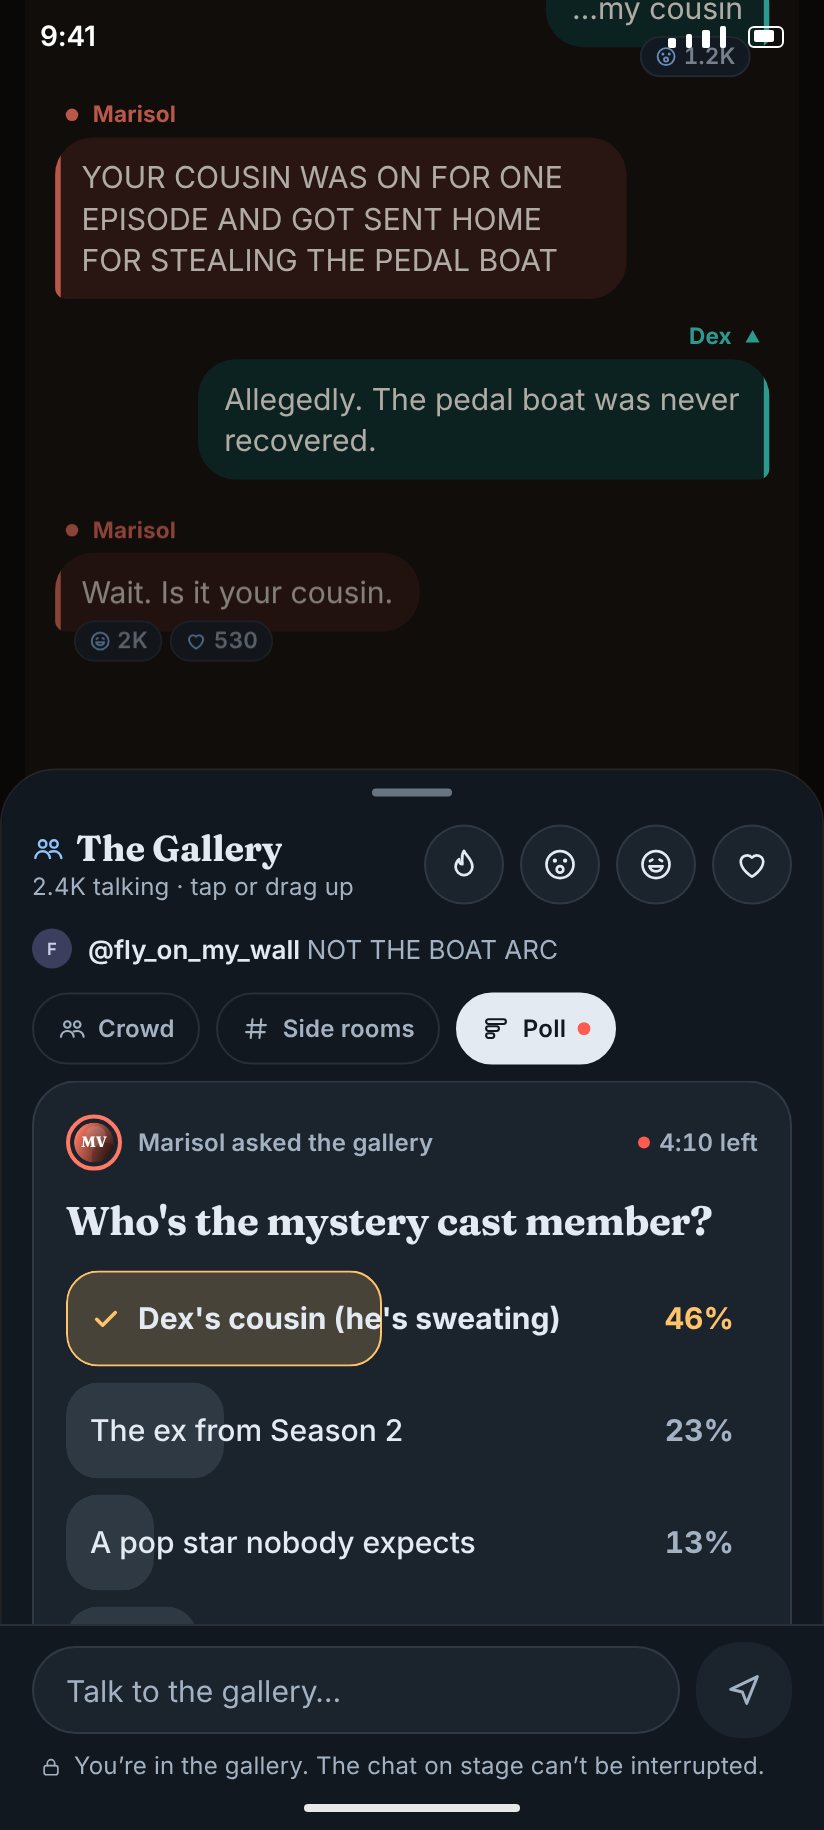 ...my cousin
9:41
1.2K
Marisol
YOUR COUSIN WAS ON FOR ONE
EPISODE AND GOT SENT HOME
FOR STEALING THE PEDAL BOAT
Dex
Allegedly. The pedal boat was never
recovered.
Marisol
Wait. Is it your cousin.
2K 530
The Gallery
2.4K talking · tap or drag up
F @fly_on_my_wall NOT THE BOAT ARC
Crowd Side rooms Poll
MV Marisol asked the gallery 4:10 left
Who's the mystery cast member?
Dex's cousin (he's sweating) 46%
The ex from Season 2 23%
A pop star nobody expects 13%
Talk to the gallery...
You’re in the gallery. The chat on stage can’t be interrupted.